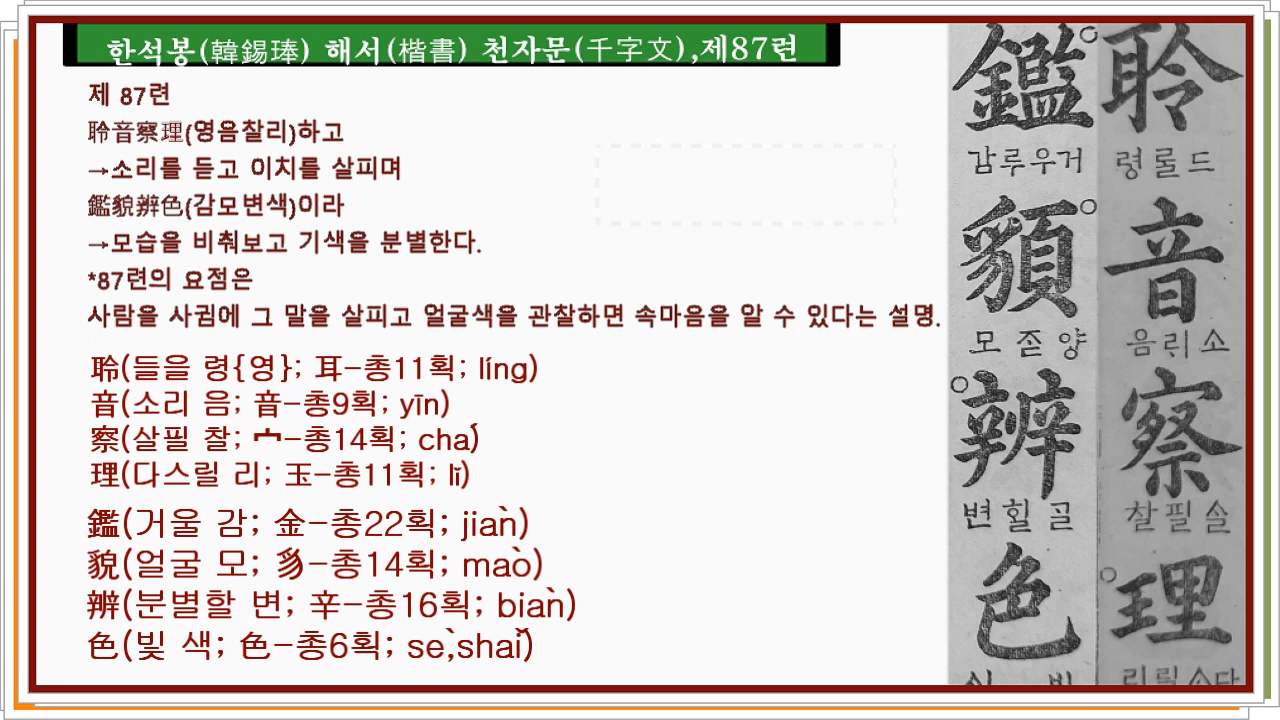 한석봉(韓錫琫) 해서(楷書) 천자문(千字文),제87련
제 87련
聆音察理(영음찰리)하고
→소리를 듣고 이치를 살피며
鑑貌辨色(감모변색)이라
→모습을 비춰보고 기색을 분별한다.
*87련의 요점은
사람을 사귐에 그 말을 살피고 얼굴색을 관찰하면 속마음을 알 수 있다는 설명.
聆(들을 령{영}; 耳-총11획; líng)
音(소리 음; 音-총9획; yīn)
察(살필 찰; 宀-총14획; chá)
理(다스릴 리; 玉-총11획; lǐ)
鑑(거울 감; 金-총22획; jiàn)
貌(얼굴 모; 豸-총14획; mào)
辨(분별할 변; 辛-총16획; biàn)
色(빛 색; 色-총6획; sè,shǎi)
聆
령롤드
音
음리소
察
찰필솔
理
리릴

鑑
감루우거
모즛양
辨
변힐골
色